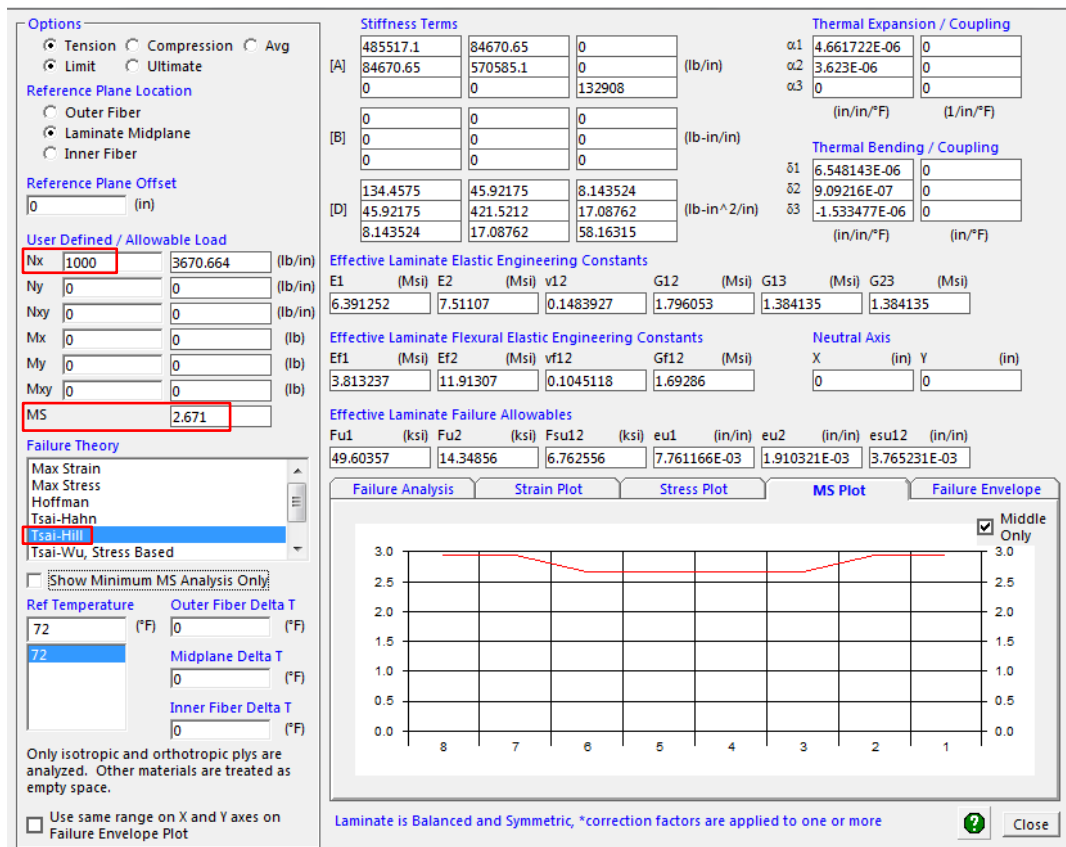 Options
Tension Compression Avg
Limit Ultimate
Reference Plane Location
Outer Fiber
Laminate Midplane
Inner Fiber
Reference Plane Offset
0 (in)
User Defined / Allowable Load
Nx 1000 3670.664 (lb/in)
Ny 0 0 (lb/in)
Nxy 0 0 (lb/in)
Mx 0 0 (lb)
My 0 0 (lb)
Mxy 0 0 (lb)
MS 2.671
Failure Theory
Max Strain
Max Stress
Hoffman
Tsai-Hahn
Tsai-Hill
Tsai-Wu, Stress Based
Show Minimum MS Analysis Only
Ref Temperature Outer Fiber Delta T
72 (°F) 0 (°F)
72
Midplane Delta T
0 (°F)
Inner Fiber Delta T
0 (°F)
Only isotropic and orthotropic plys are
analyzed. Other materials are treated as
empty space.
Use same range on X and Y axes on
Failure Envelope Plot
Stiffness Terms
485517.1 84670.65 0
[A] 84670.65 570585.1 0 (lb/in)
0 0 132908
0 0 0
[B] 0 0 0 (lb-in/in)
0 0 0
134.4575 45.92175 8.143524
[D] 45.92175 421.5212 17.08762 (lb-in^2/in)
8.143524 17.08762 58.16315
Thermal Expansion / Coupling
α1 4.661722E-06 0
α2 3.623E-06 0
α3 0 0
(in/in/°F) (1/in/°F)
Thermal Bending / Coupling
δ1 6.548143E-06 0
δ2 9.09216E-07 0
δ3 -1.533477E-06 0
(in/in/°F) (in/°F)
Effective Laminate Elastic Engineering Constants
E1 (Msi) E2 (Msi) v12 G12 (Msi) G13 (Msi) G23 (Msi)
6.391252 7.51107 0.1483927 1.796053 1.384135 1.384135
Effective Laminate Flexural Elastic Engineering Constants
Ef1 (Msi) Ef2 (Msi) vf12 Gf12 (Msi)
3.813237 11.91307 0.1045118 1.69286
Neutral Axis
X (in) Y (in)
0 0
Effective Laminate Failure Allowables
Fu1 (ksi) Fu2 (ksi) Fsu12 (ksi) eu1 (in/in) eu2 (in/in) esu12 (in/in)
49.60357 14.34856 6.762556 7.761166E-03 1.910321E-03 3.765231E-03
Failure Analysis Strain Plot Stress Plot MS Plot Failure Envelope
Middle
Only
3.0 3.0
2.5 2.5
2.0 2.0
1.5 1.5
1.0 1.0
0.5 0.5
0.0 0.0
8 7 6 5 4 3 2 1
Laminate is Balanced and Symmetric, *correction factors are applied to one or more
? Close